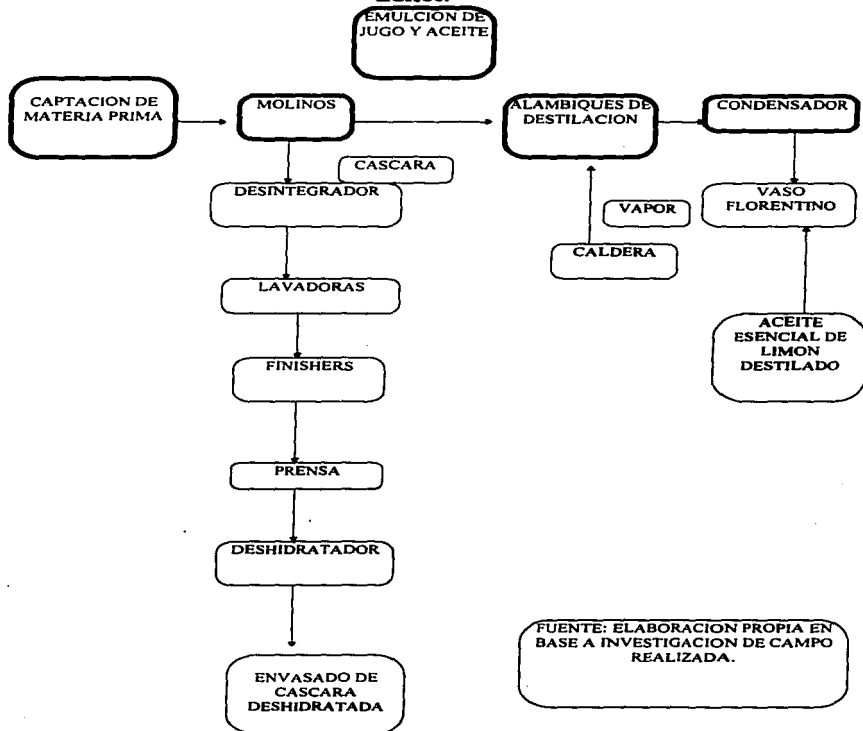 EMULCION DE
JUGO Y ACEITE
CAPTACION DE
MATERIA PRIMA
MOLINOS
ALAMBIQUES DE
DESTILACION
CONDENSADOR
CASCARA
DESINTEGRADOR
VAPOR
VASO
FLORENTINO
CALDERA
LAVADORAS
ACEITE
ESENCIAL DE
LIMON
DESTILADO
FINISHERS
PRENSA
DESHIDRATADOR
FUENTE: ELABORACION PROPIA EN
BASE A INVESTIGACION DE CAMPO
REALIZADA.
ENVASADO DE
CASCARA
DESHIDRATADA